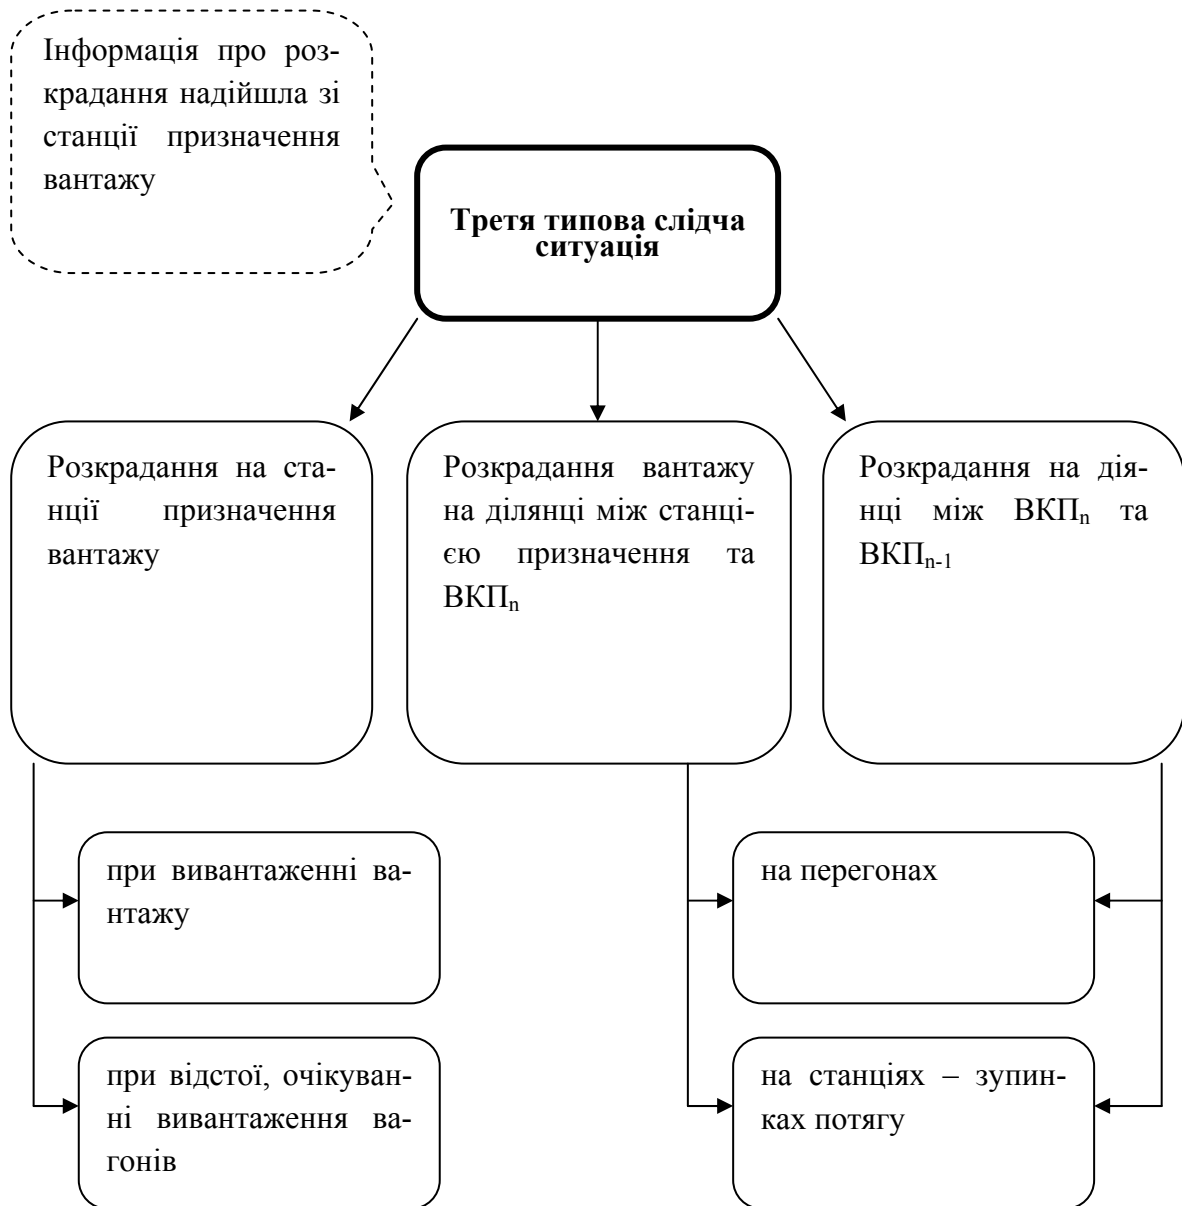 Інформація про роз-
крадання надійшла зі
станції призначення
вантажу
Третя типова слідча
ситуація
Розкрадання на ста-
нції призначення
вантажу
Розкрадання вантажу
на ділянці між станці-
єю призначення та
ВКПn
Розкрадання на діл-
янці між ВКПn та
ВКПn-1
при вивантаженні ва-
нтажу
на перегонах
при відстої, очікуван-
ні вивантаження ва-
гонів
на станціях – зупин-
ках потягу